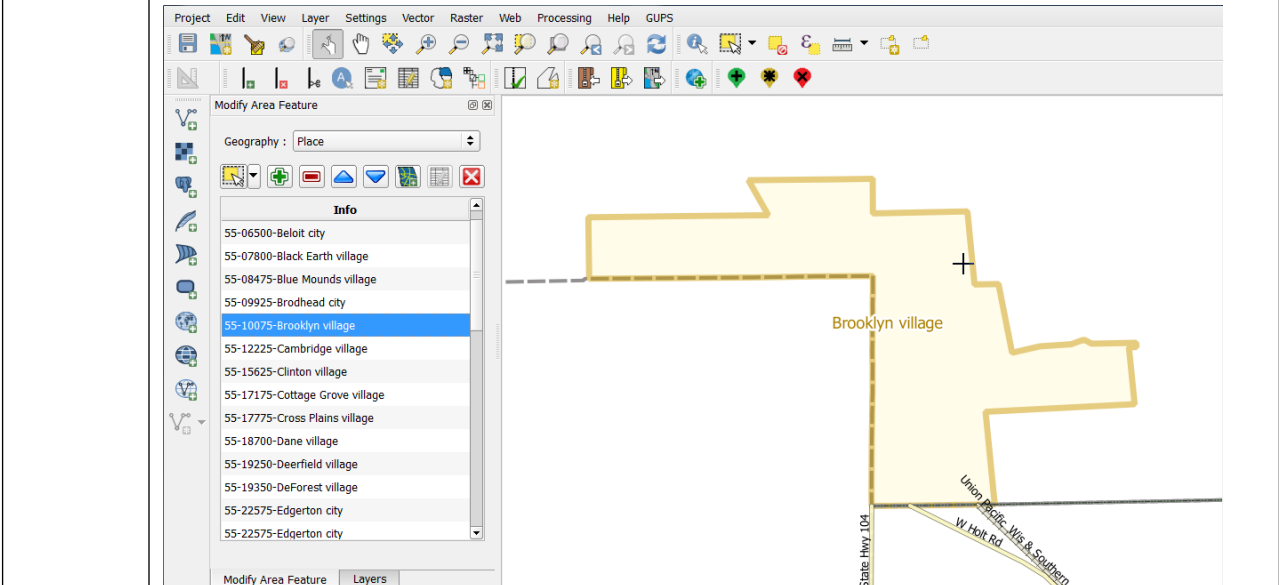 Project Edit View Layer Settings Vector Raster Web Processing Help GUPS
Modify Area Feature
Geography : Place
Info
55-06500-Beloit city
55-07800-Black Earth village
55-08475-Blue Mounds village
55-09925-Brodhead city
55-10075-Brooklyn village
55-12225-Cambridge village
55-15625-Clinton village
55-17175-Cottage Grove village
55-17775-Cross Plains village
55-18700-Dane village
55-19250-Deerfield village
55-19350-DeForest village
55-22575-Edgerton city
55-22575-Edgerton city
Modify Area Feature Layers
Brooklyn village
State Hwy 104
W Holt Rd
Union Pacific, Wis & Southern